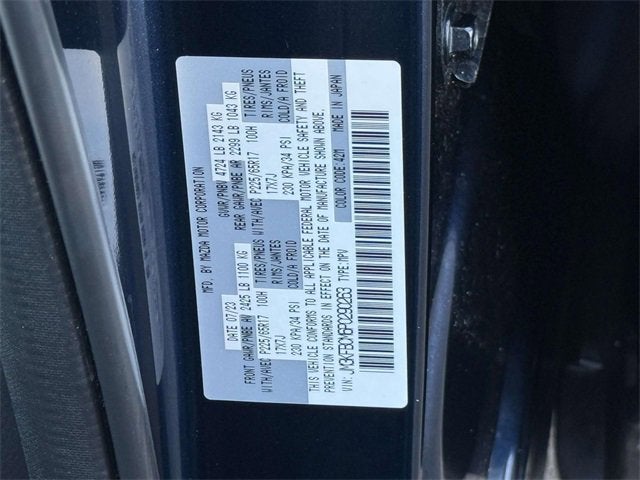 MFD. BY MAZDA MOTOR CORPORATION
DATE 07/23 GVWR/PNBV 4724 LB 2143 KG
FRONT GAWR/PNBE AV 2425 LB 1100 KG REAR GAWR/PNBE AR 2299 LB 1043 KG
WITH/AVEC P225/65R17 100H TIRES/PNEUS WITH/AVEC P225/65R17 100H TIRES/PNEUS
17X7J RIMS/JANTES 17X7J RIMS/JANTES
230 KPA/34 PSI COLD/A FROID 230 KPA/34 PSI COLD/A FROID
THIS VEHICLE CONFORMS TO ALL APPLICABLE FEDERAL MOTOR VEHICLE SAFETY AND THEFT
PREVENTION STANDARDS IN EFFECT ON THE DATE OF MANUFACTURE SHOWN ABOVE.
VIN: TYPE:MPV COLOR CODE:42M MADE IN JAPAN